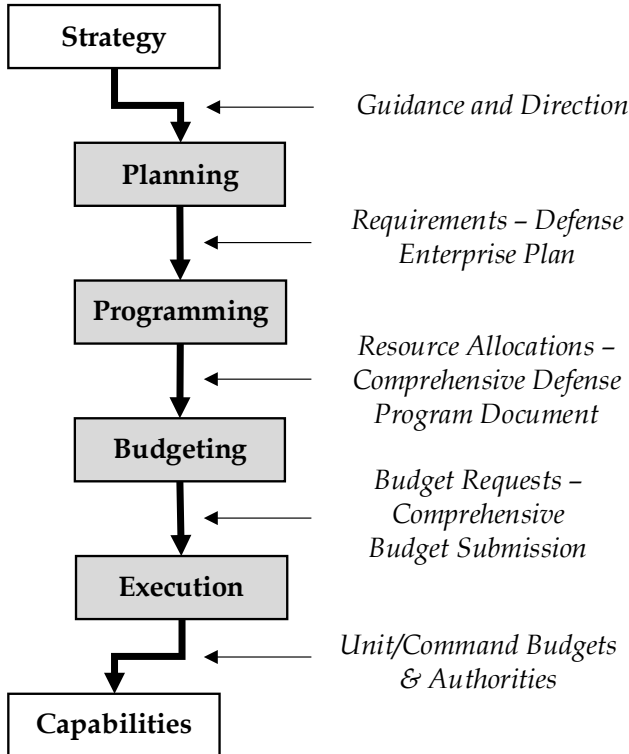 Strategy
Guidance and Direction
Planning
Requirements – Defense
Enterprise Plan
Programming
Resource Allocations –
Comprehensive Defense
Program Document
Budgeting
Budget Requests –
Comprehensive
Budget Submission
Execution
Unit/Command Budgets
& Authorities
Capabilities